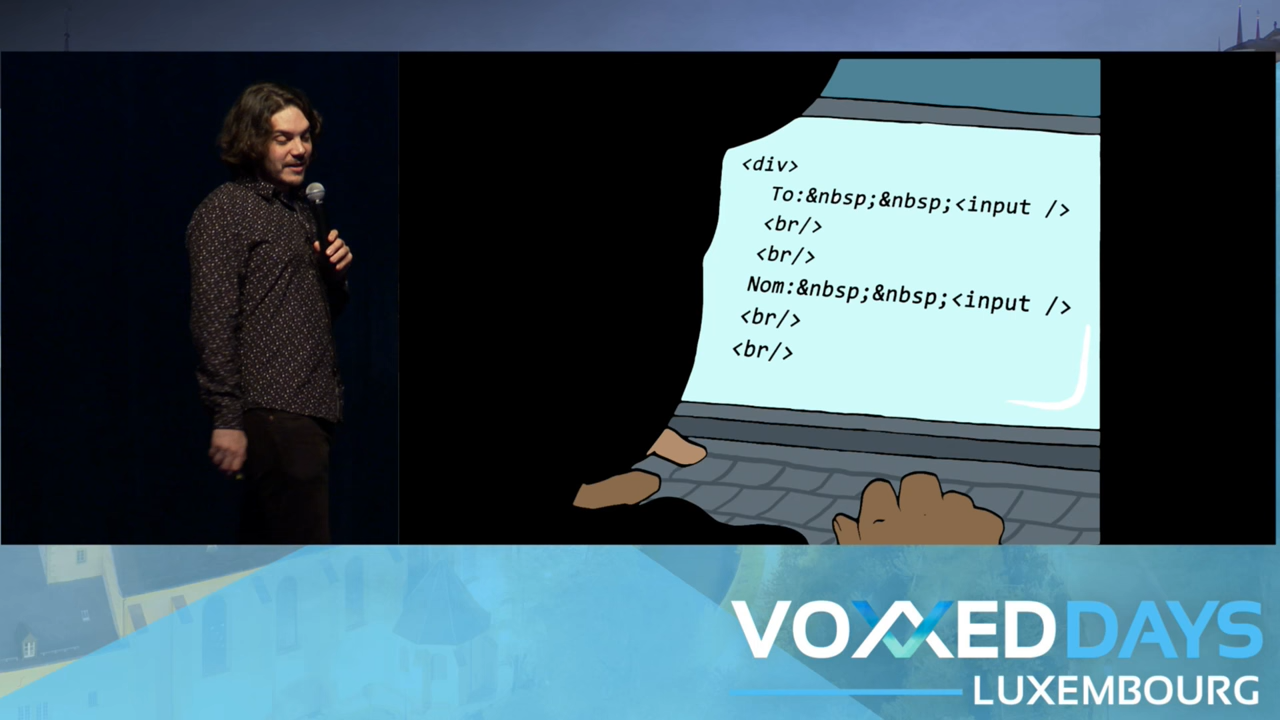 <div>
To:&nbsp;&nbsp;<input />
<br/>
<br/>
Nom:&nbsp;&nbsp;<input />
<br/>
<br/>
VOXXED DAYS
LUXEMBOURG